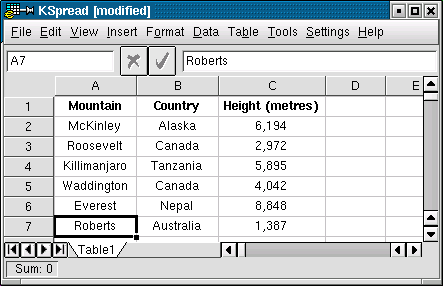 KSpread [modified]
File Edit View Insert Format Data Table Tools Settings Help
A7 Roberts
A B C D E
1 Mountain Country Height (metres)
2 McKinley Alaska 6,194
3 Roosevelt Canada 2,972
4 Killimanjaro Tanzania 5,895
5 Waddington Canada 4,042
6 Everest Nepal 8,848
7 Roberts Australia 1,387
Table1
Sum: 0